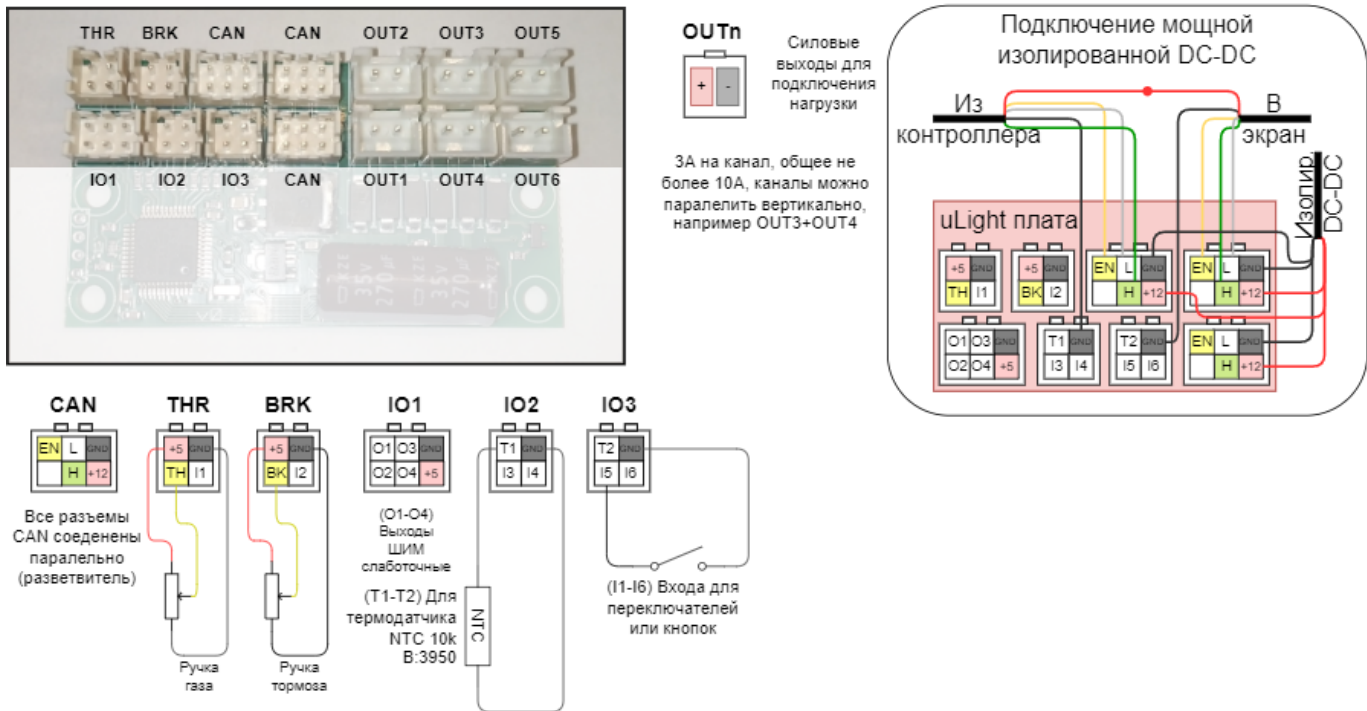 THR BRK CAN CAN OUT2 OUT3 OUT5
IO1 IO2 IO3 CAN OUT1 OUT4 OUT6
35V
270µF
35V
270µF
OUTn
+ -
Силовые
выходы для
подключения
нагрузки
3А на канал, общее не
более 10А, каналы можно
паралелить вертикально,
например OUT3+OUT4
Подключение мощной
изолированной DC-DC
Из
контроллера
В
экран
Изолир
DC-DC
uLight плата
+5 GND
TH I1
+5 GND
BK I2
EN L GND
H +12
EN L GND
H +12
O1 O3 GND
O2 O4 +5
T1 GND
I3 I4
T2 GND
I5 I6
EN L GND
H +12
CAN
EN L GND
H +12
Все разъемы
CAN соеденены
паралельно
(разветвитель)
THR
+5 GND
TH I1
Ручка
газа
BRK
+5 GND
BK I2
Ручка
тормоза
IO1
O1 O3 GND
O2 O4 +5
(O1-O4)
Выходы
ШИМ
слаботочные
IO2
T1 GND
I3 I4
(T1-T2) Для
термодатчика
NTC 10k
B:3950
NTC
IO3
T2 GND
I5 I6
(I1-I6) Входа для
переключателей
или кнопок